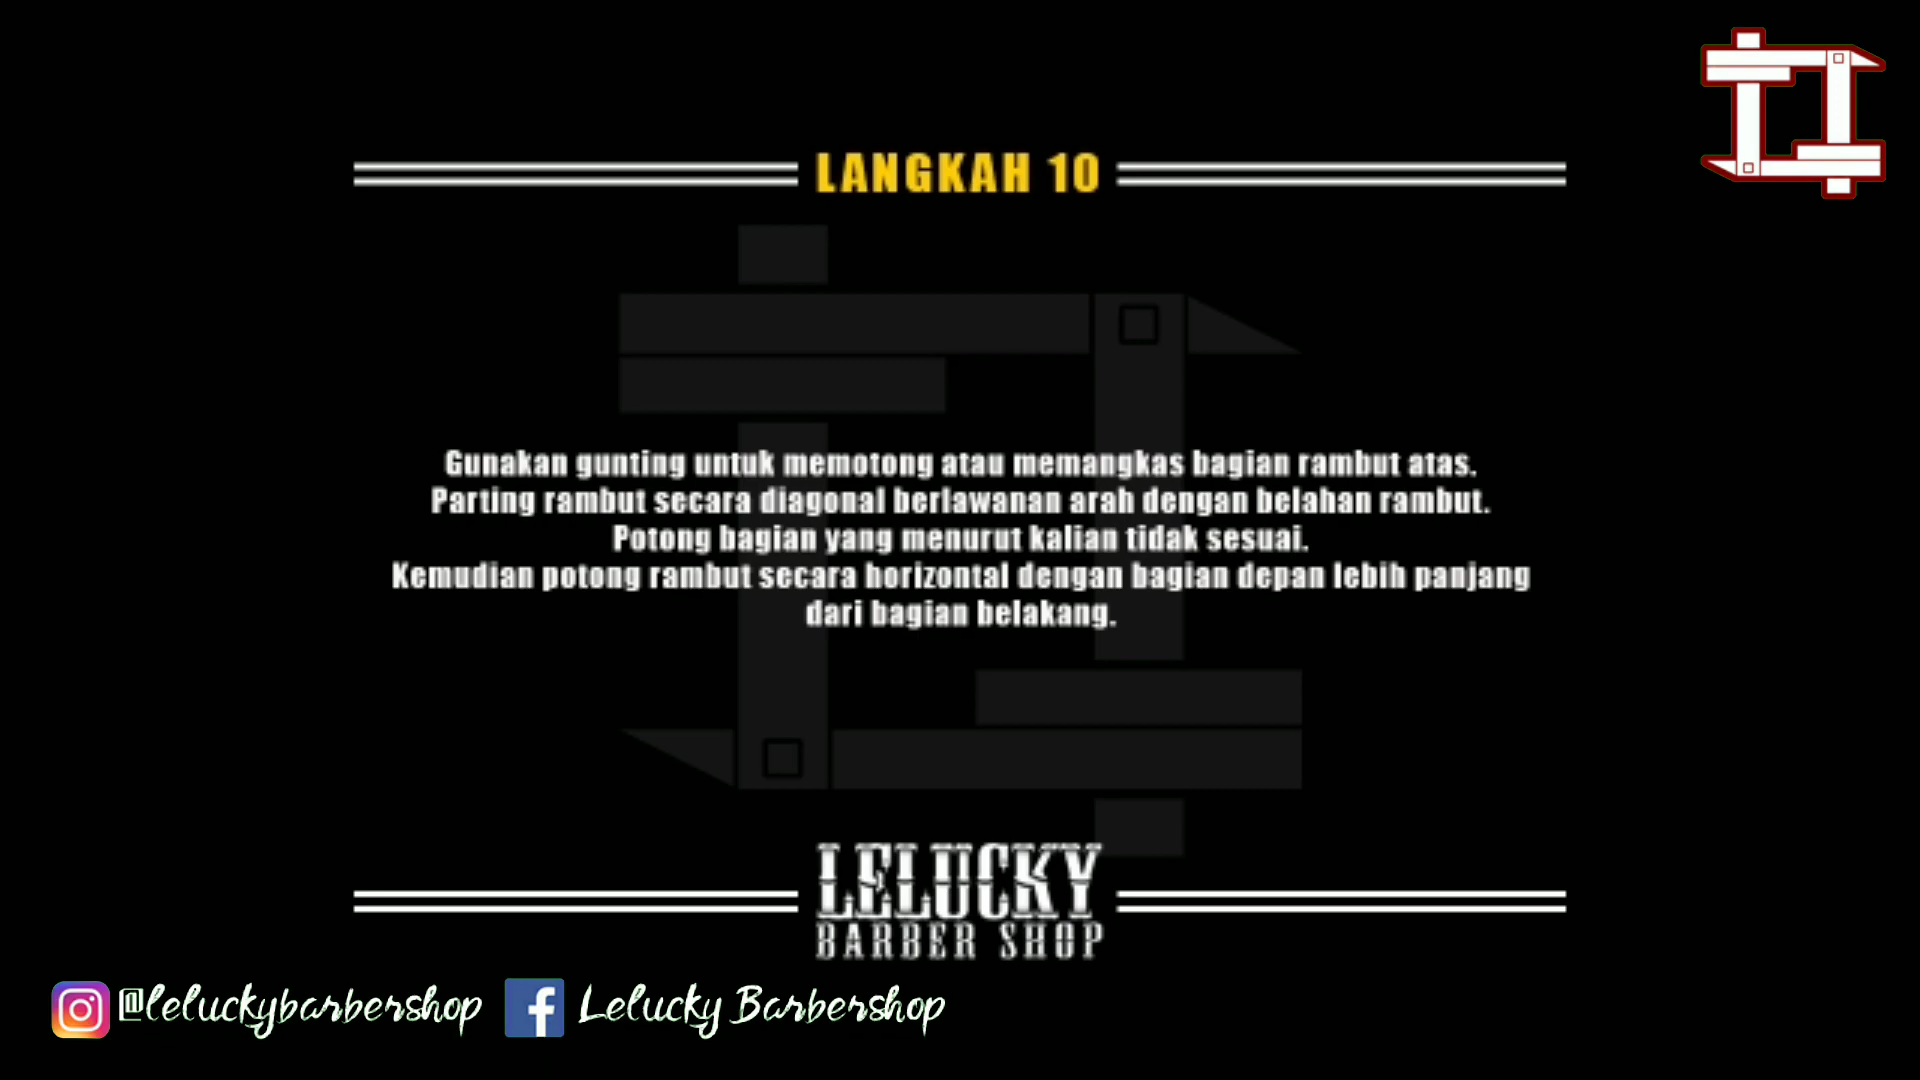 LANGKAH 10
Gunakan gunting untuk memotong atau memangkas bagian rambut atas.
Parting rambut secara diagonal berlawanan arah dengan belahan rambut.
Potong bagian yang menurut kalian tidak sesuai.
Kemudian potong rambut secara horizontal dengan bagian depan lebih panjang
dari bagian belakang.
LELUCKY
BARBER SHOP
@leluckybarbershop Lelucky Barbershop